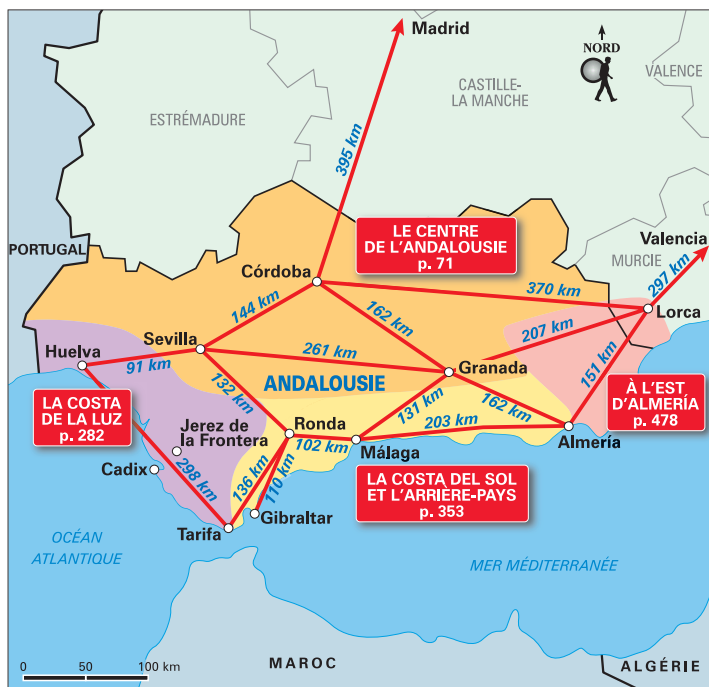 Madrid
NORD
VALENCE
CASTILLE-
LA MANCHE
ESTRÉMADURE
395 km
PORTUGAL
LE CENTRE
DE L'ANDALOUSIE
p. 71
Valencia
MURCIE
297 km
Córdoba
370 km
Lorca
144 km
162 km
207 km
Sevilla
Huelva
91 km
261 km
Granada
151 km
ANDALOUSIE
132 km
131 km
162 km
À L'EST
D'ALMERÍA
p. 478
LA COSTA
DE LA LUZ
p. 282
Jerez de
la Frontera
Ronda
102 km
203 km
Málaga
Almería
Cadix
298 km
136 km
110 km
LA COSTA DEL SOL
ET L'ARRIÈRE-PAYS
p. 353
Gibraltar
Tarifa
OCÉAN
ATLANTIQUE
MER MÉDITERRANÉE
0 50 100 km
MAROC
ALGÉRIE